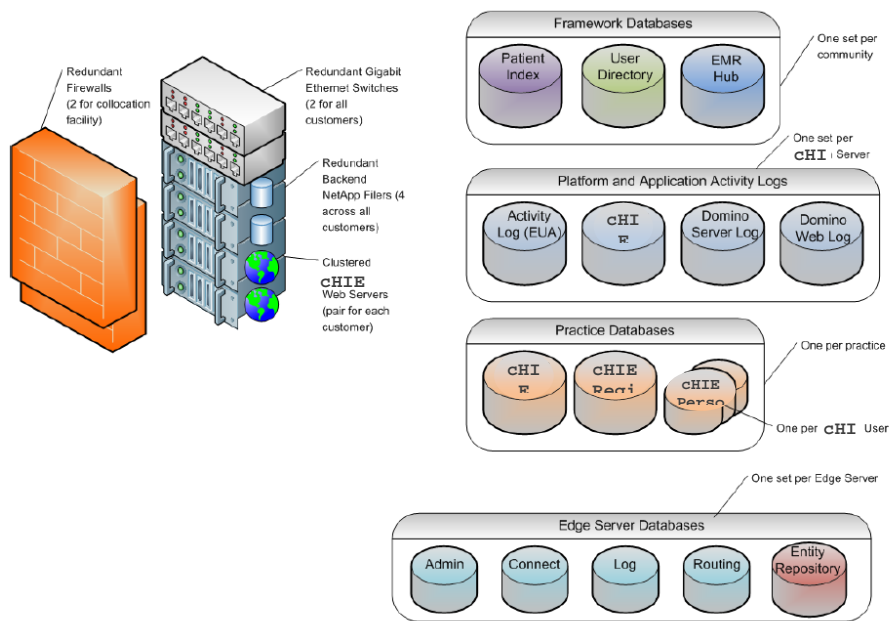 Redundant
Firewalls
(2 for collocation
facility)
Redundant Gigabit
Ethernet Switches
(2 for all
customers)
Redundant
Backend
NetApp Filers (4
across all
customers)
Clustered
cHIE
Web Servers
(pair for each
customer)
Framework Databases
Patient
Index
User
Directory
EMR
Hub
One set per
community
One set per
cHI Server
Platform and Application Activity Logs
Activity
Log (EUA)
cHI
E
Domino
Server Log
Domino
Web Log
Practice Databases
cHI
E
cHIE
Regi
cHIE
Perso
One per practice
One per cHI User
One set per Edge Server
Edge Server Databases
Admin
Connect
Log
Routing
Entity
Repository